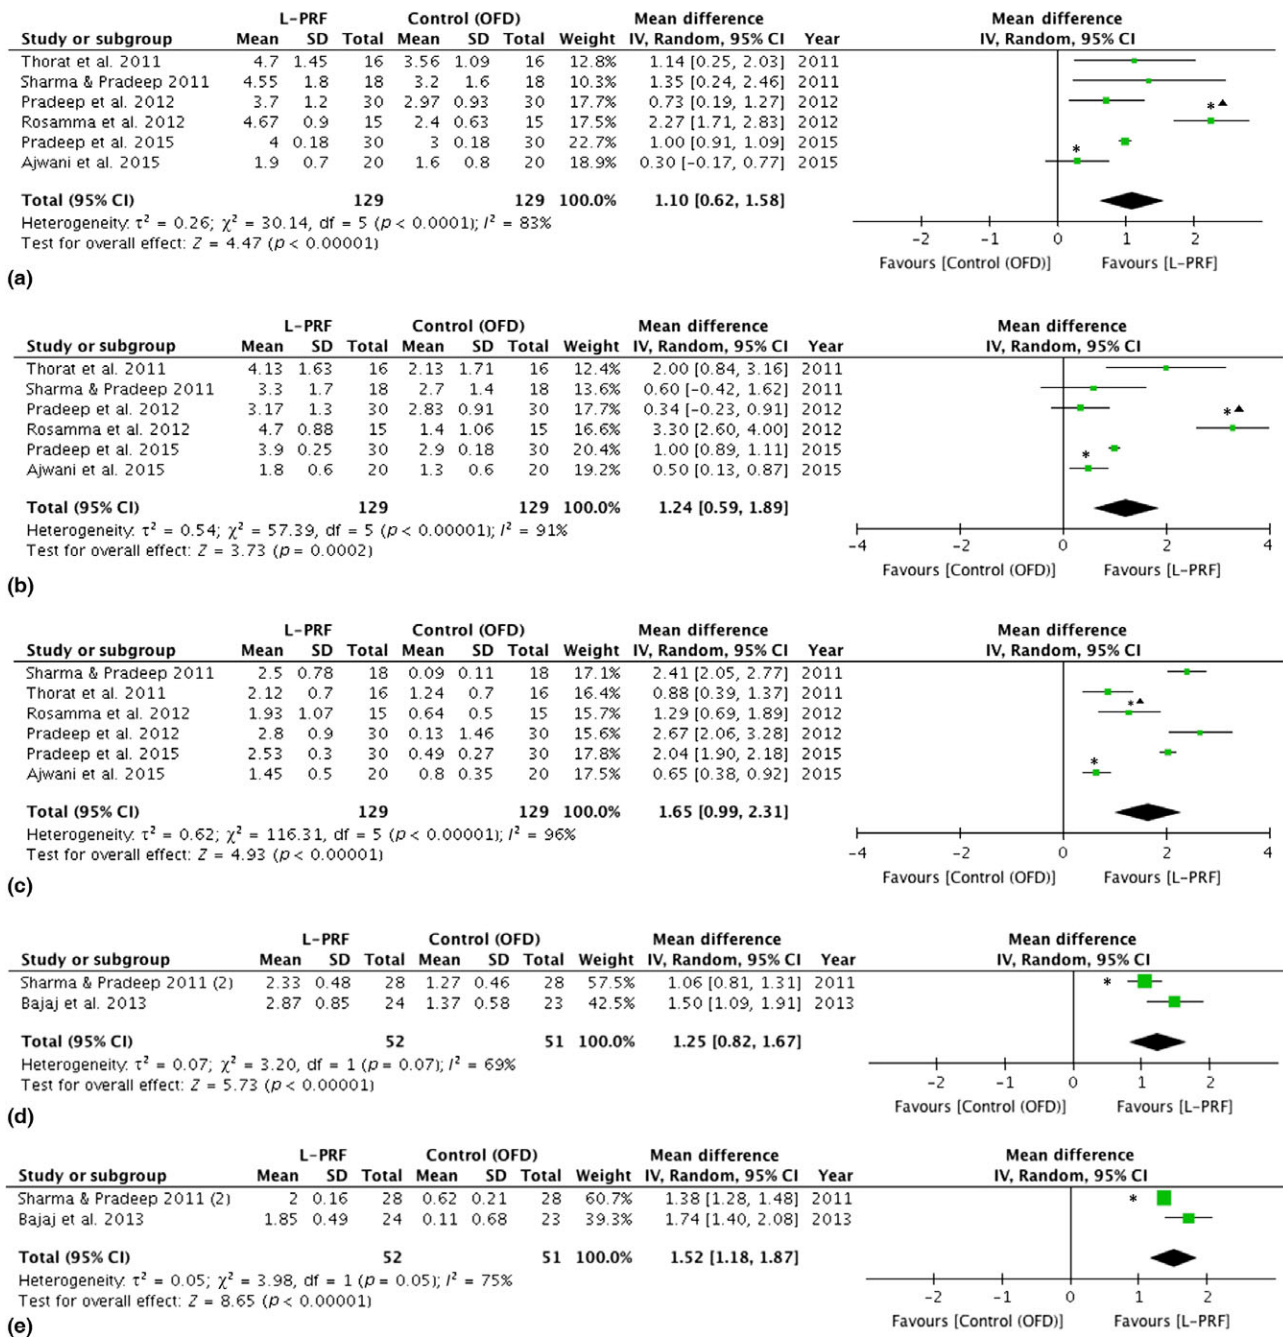 L-PRF Control (OFD) Mean difference Mean difference
Study or subgroup Mean SD Total Mean SD Total Weight IV, Random, 95% CI Year IV, Random, 95% CI
Thorat et al. 2011 4.7 1.45 16 3.56 1.09 16 12.8% 1.14 [0.25, 2.03] 2011
Sharma & Pradeep 2011 4.55 1.8 18 3.2 1.6 18 10.3% 1.35 [0.24, 2.46] 2011
Pradeep et al. 2012 3.7 1.2 30 2.97 0.93 30 17.7% 0.73 [0.19, 1.27] 2012 *▲
Rosamma et al. 2012 4.67 0.9 15 2.4 0.63 15 17.5% 2.27 [1.71, 2.83] 2012
Pradeep et al. 2015 4 0.18 30 3 0.18 30 22.7% 1.00 [0.91, 1.09] 2015 *
Ajwani et al. 2015 1.9 0.7 20 1.6 0.8 20 18.9% 0.30 [-0.17, 0.77] 2015
Total (95% CI) 129 129 100.0% 1.10 [0.62, 1.58]
Heterogeneity: τ² = 0.26; χ² = 30.14, df = 5 (p < 0.0001); I² = 83%
Test for overall effect: Z = 4.47 (p < 0.00001)
-2 -1 0 1 2
Favours [Control (OFD)] Favours [L-PRF]
(a)
L-PRF Control (OFD) Mean difference Mean difference
Study or subgroup Mean SD Total Mean SD Total Weight IV, Random, 95% CI Year IV, Random, 95% CI
Thorat et al. 2011 4.13 1.63 16 2.13 1.71 16 12.4% 2.00 [0.84, 3.16] 2011
Sharma & Pradeep 2011 3.3 1.7 18 2.7 1.4 18 13.6% 0.60 [-0.42, 1.62] 2011
Pradeep et al. 2012 3.17 1.3 30 2.83 0.91 30 17.7% 0.34 [-0.23, 0.91] 2012 *▲
Rosamma et al. 2012 4.7 0.88 15 1.4 1.06 15 16.6% 3.30 [2.60, 4.00] 2012
Pradeep et al. 2015 3.9 0.25 30 2.9 0.18 30 20.4% 1.00 [0.89, 1.11] 2015 *
Ajwani et al. 2015 1.8 0.6 20 1.3 0.6 20 19.2% 0.50 [0.13, 0.87] 2015
Total (95% CI) 129 129 100.0% 1.24 [0.59, 1.89]
Heterogeneity: τ² = 0.54; χ² = 57.39, df = 5 (p < 0.00001); I² = 91%
Test for overall effect: Z = 3.73 (p = 0.0002)
-4 -2 0 2 4
Favours [Control (OFD)] Favours [L-PRF]
(b)
L-PRF Control (OFD) Mean difference Mean difference
Study or subgroup Mean SD Total Mean SD Total Weight IV, Random, 95% CI Year IV, Random, 95% CI
Sharma & Pradeep 2011 2.5 0.78 18 0.09 0.11 18 17.1% 2.41 [2.05, 2.77] 2011
Thorat et al. 2011 2.12 0.7 16 1.24 0.7 16 16.4% 0.88 [0.39, 1.37] 2011
Rosamma et al. 2012 1.93 1.07 15 0.64 0.5 15 15.7% 1.29 [0.69, 1.89] 2012 *▲
Pradeep et al. 2012 2.8 0.9 30 0.13 1.46 30 15.6% 2.67 [2.06, 3.28] 2012
Pradeep et al. 2015 2.53 0.3 30 0.49 0.27 30 17.8% 2.04 [1.90, 2.18] 2015 *
Ajwani et al. 2015 1.45 0.5 20 0.8 0.35 20 17.5% 0.65 [0.38, 0.92] 2015
Total (95% CI) 129 129 100.0% 1.65 [0.99, 2.31]
Heterogeneity: τ² = 0.62; χ² = 116.31, df = 5 (p < 0.00001); I² = 96%
Test for overall effect: Z = 4.93 (p < 0.00001)
-4 -2 0 2 4
Favours [Control (OFD)] Favours [L-PRF]
(c)
L-PRF Control (OFD) Mean difference Mean difference
Study or subgroup Mean SD Total Mean SD Total Weight IV, Random, 95% CI Year IV, Random, 95% CI
Sharma & Pradeep 2011 (2) 2.33 0.48 28 1.27 0.46 28 57.5% 1.06 [0.81, 1.31] 2011 *
Bajaj et al. 2013 2.87 0.85 24 1.37 0.58 23 42.5% 1.50 [1.09, 1.91] 2013
Total (95% CI) 52 51 100.0% 1.25 [0.82, 1.67]
Heterogeneity: τ² = 0.07; χ² = 3.20, df = 1 (p = 0.07); I² = 69%
Test for overall effect: Z = 5.73 (p < 0.00001)
-2 -1 0 1 2
Favours [Control (OFD)] Favours [L-PRF]
(d)
L-PRF Control (OFD) Mean difference Mean difference
Study or subgroup Mean SD Total Mean SD Total Weight IV, Random, 95% CI Year IV, Random, 95% CI
Sharma & Pradeep 2011 (2) 2 0.16 28 0.62 0.21 28 60.7% 1.38 [1.28, 1.48] 2011 *
Bajaj et al. 2013 1.85 0.49 24 0.11 0.68 23 39.3% 1.74 [1.40, 2.08] 2013
Total (95% CI) 52 51 100.0% 1.52 [1.18, 1.87]
Heterogeneity: τ² = 0.05; χ² = 3.98, df = 1 (p = 0.05); I² = 75%
Test for overall effect: Z = 8.65 (p < 0.00001)
-2 -1 0 1 2
Favours [Control (OFD)] Favours [L-PRF]
(e)